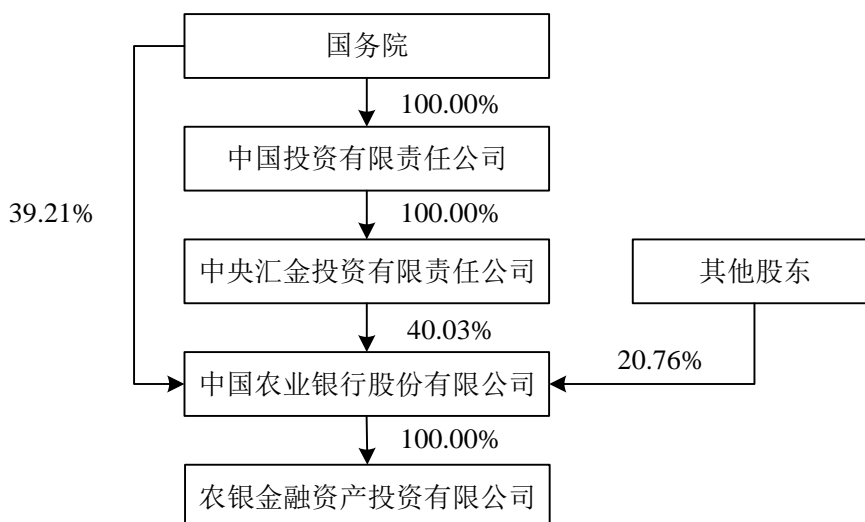 国务院
100.00%
中国投资有限责任公司
39.21%
100.00%
中央汇金投资有限责任公司
其他股东
40.03%
20.76%
中国农业银行股份有限公司
100.00%
农银金融资产投资有限公司